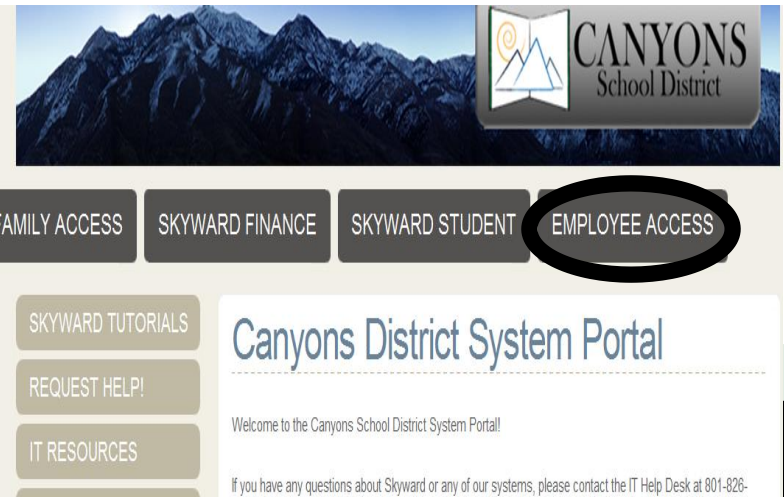 CANYONS
School District
FAMILY ACCESS
SKYWARD FINANCE
SKYWARD STUDENT
EMPLOYEE ACCESS
SKYWARD TUTORIALS
Canyons District System Portal
REQUEST HELP!
Welcome to the Canyons School District System Portal!
IT RESOURCES
If you have any questions about Skyward or any of our systems, please contact the IT Help Desk at 801-826-